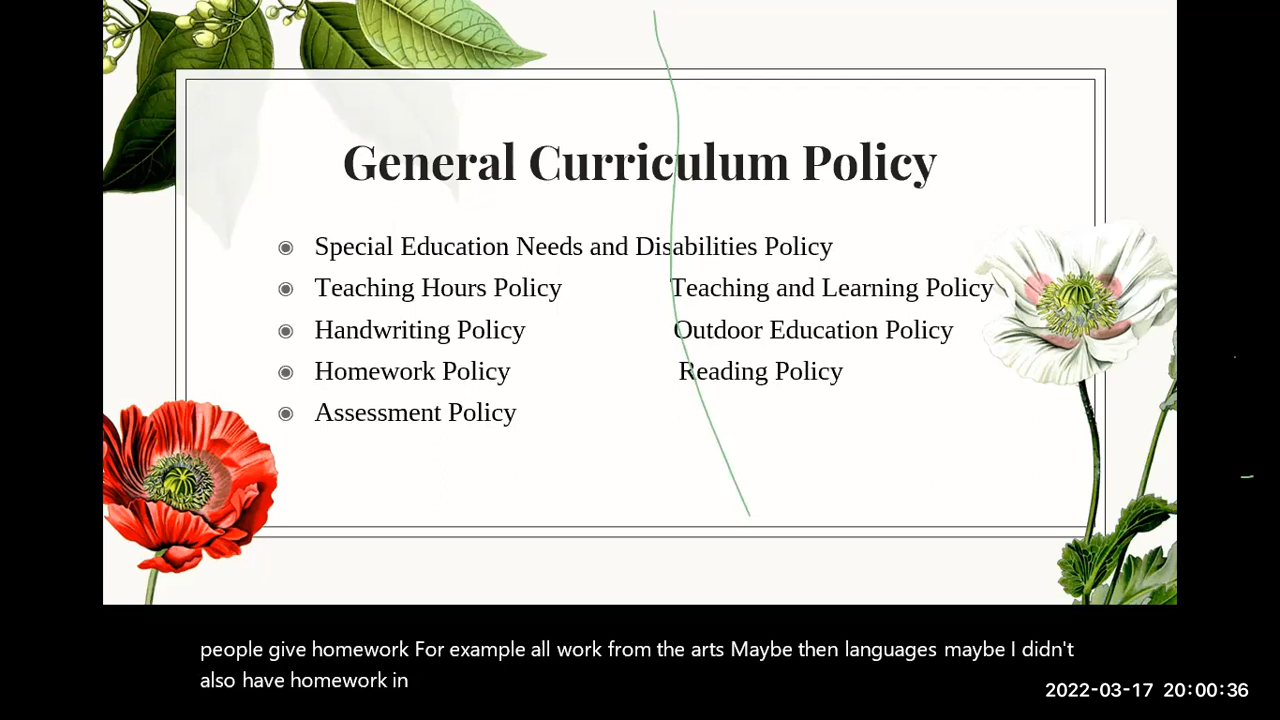 General Curriculum Policy
Special Education Needs and Disabilities Policy
Teaching Hours Policy Teaching and Learning Policy
Handwriting Policy Outdoor Education Policy
Homework Policy Reading Policy
Assessment Policy
people give homework For example all work from the arts Maybe then languages maybe I didn't
also have homework in
2022-03-17 20:00:36